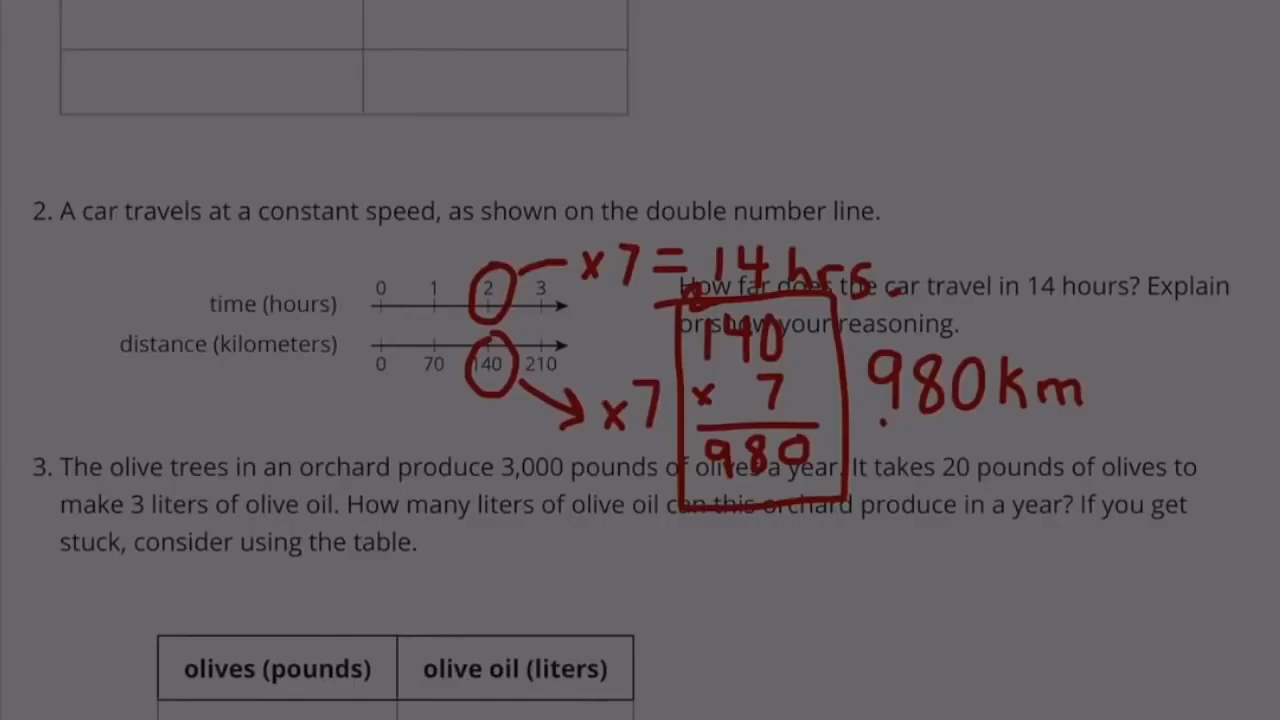 2. A car travels at a constant speed, as shown on the double number line.
x 7 = 14 hrs.
0 1 2 3
time (hours)
How far does the car travel in 14 hours? Explain
or show your reasoning.
distance (kilometers)
0 70 140 210
x7
2
140
x 7
980
980 Km
3. The olive trees in an orchard produce 3,000 pounds of olives a year. It takes 20 pounds of olives to
make 3 liters of olive oil. How many liters of olive oil can this orchard produce in a year? If you get
stuck, consider using the table.
olives (pounds) olive oil (liters)